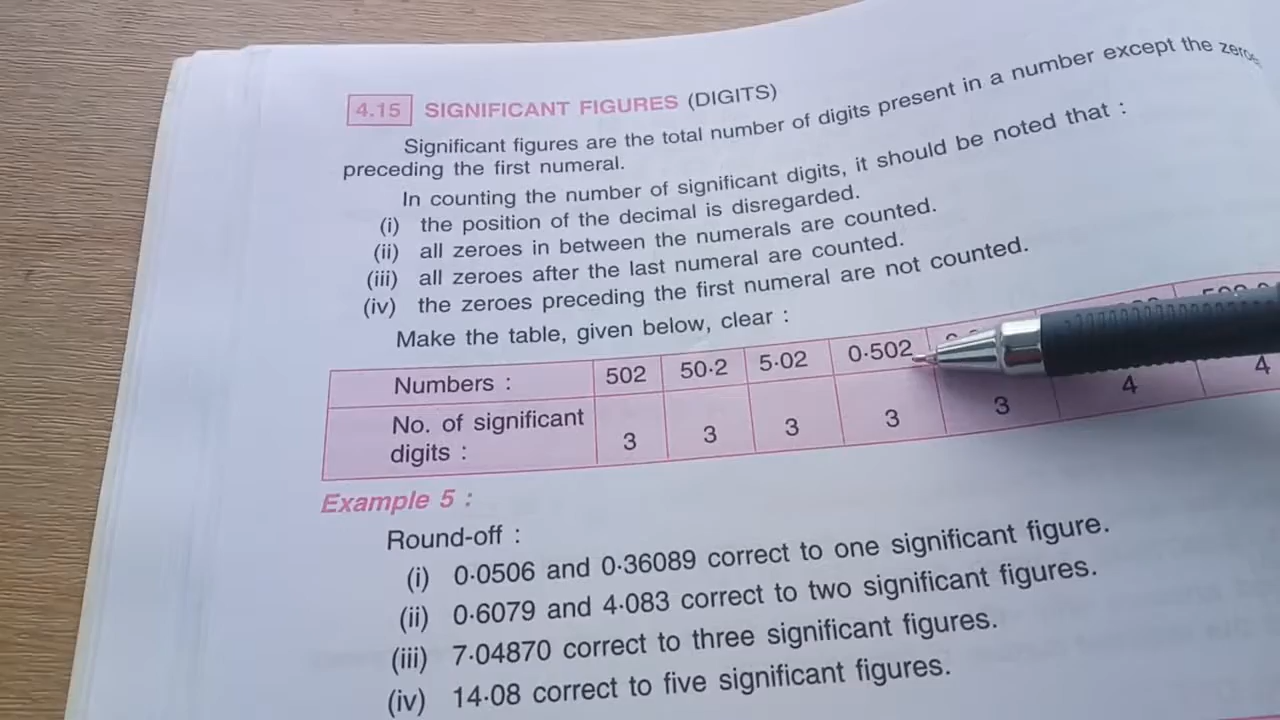 4.15 SIGNIFICANT FIGURES (DIGITS)
Significant figures are the total number of digits present in a number except the
preceding the first numeral.
In counting the number of significant digits, it should be noted that :
(i) the position of the decimal is disregarded.
(ii) all zeroes in between the numerals are counted.
(iii) all zeroes after the last numeral are counted.
(iv) the zeroes preceding the first numeral are not counted.
Make the table, given below, clear :
Numbers : 502 50·2 5·02 0·502
No. of significant
digits : 3 3 3 3 3 4 4
Example 5 :
Round-off :
(i) 0·0506 and 0·36089 correct to one significant figure.
(ii) 0·6079 and 4·083 correct to two significant figures.
(iii) 7·04870 correct to three significant figures.
(iv) 14·08 correct to five significant figures.